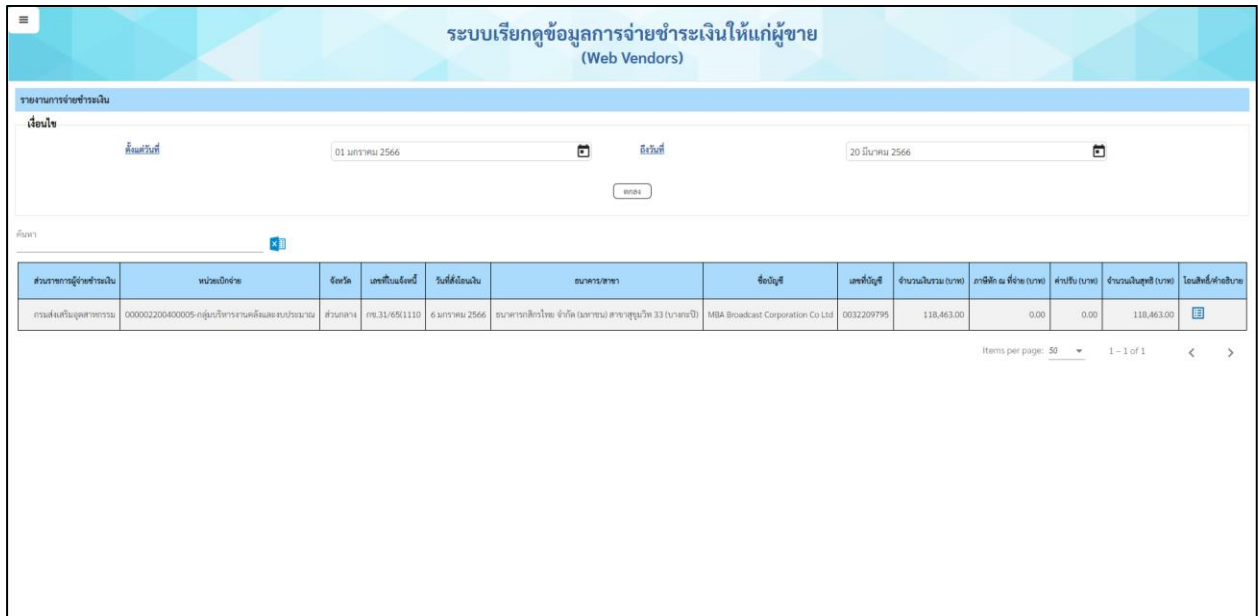 ระบบเรียกดูข้อมูลการจ่ายชำระเงินให้แก่ผู้ขาย
(Web Vendors)
รายงานการจ่ายชำระเงิน
เงื่อนไข
ตั้งแต่วันที่ 01 มกราคม 2566 ถึงวันที่ 20 มีนาคม 2566
ตกลง
ค้นหา
ส่วนราชการผู้จ่ายชำระเงิน หน่วยเบิกจ่าย จังหวัด เลขที่ใบแจ้งหนี้ วันที่สั่งโอนเงิน ธนาคาร/สาขา ชื่อบัญชี เลขที่บัญชี จำนวนเงินรวม (บาท) ภาษีหัก ณ ที่จ่าย (บาท) ค่าปรับ (บาท) จำนวนเงินสุทธิ (บาท) โอนสิทธิ์/คำอธิบาย
กรมส่งเสริมอุตสาหกรรม 000002200400005-กลุ่มบริหารงานคลังและงบประมาณ ส่วนกลาง กข.31/65(1110 6 มกราคม 2566 ธนาคารกสิกรไทย จำกัด (มหาชน) สาขาสุขุมวิท 33 (บางกะปิ) MBA Broadcast Corporation Co Ltd 0032209795 118,463.00 0.00 0.00 118,463.00
Items per page: 50 1 – 1 of 1